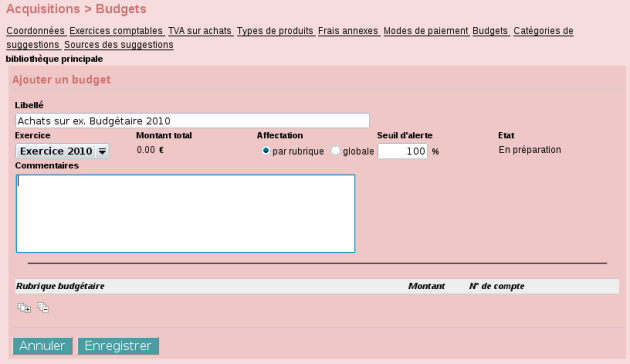 Acquisitions > Budgets
Coordonnées Exercices comptables TVA sur achats Types de produits Frais annexes Modes de paiement Budgets Catégories de
suggestions Sources des suggestions
bibliothèque principale
Ajouter un budget
Libellé
Achats sur ex. Budgétaire 2010
Exercice Montant total Affectation Seuil d'alerte Etat
Exercice 2010 0.00 € par rubrique globale 100 % En préparation
Commentaires
Rubrique budgétaire Montant N° de compte
Annuler Enregistrer